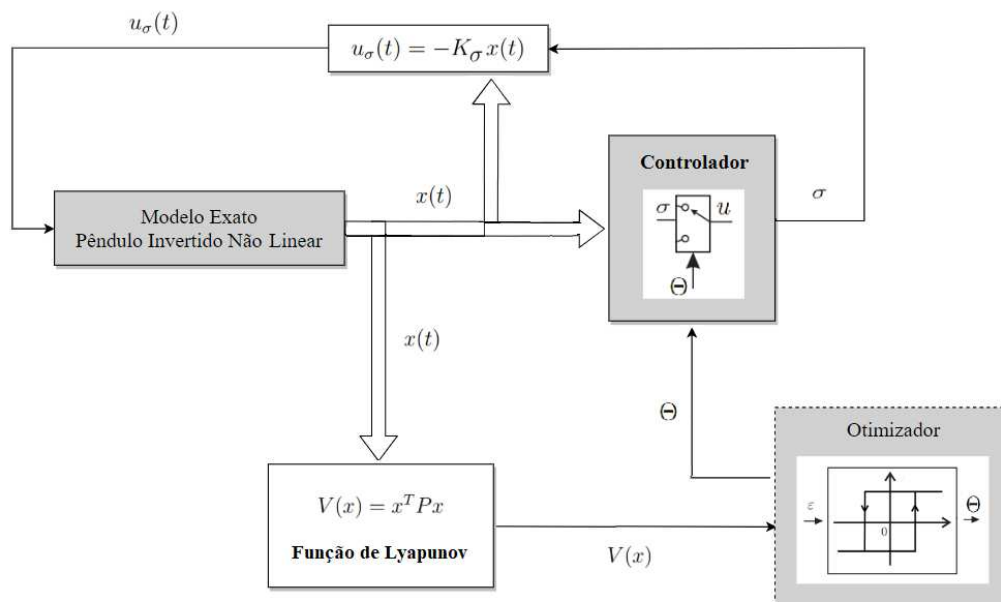 u_σ(t)
u_σ(t) = −K_σ x(t)
Controlador
σ
u
Θ
σ
x(t)
Modelo Exato
Pêndulo Invertido Não Linear
x(t)
Θ
Otimizador
ε
0
Θ
V(x) = x^T Px
Função de Lyapunov
V(x)